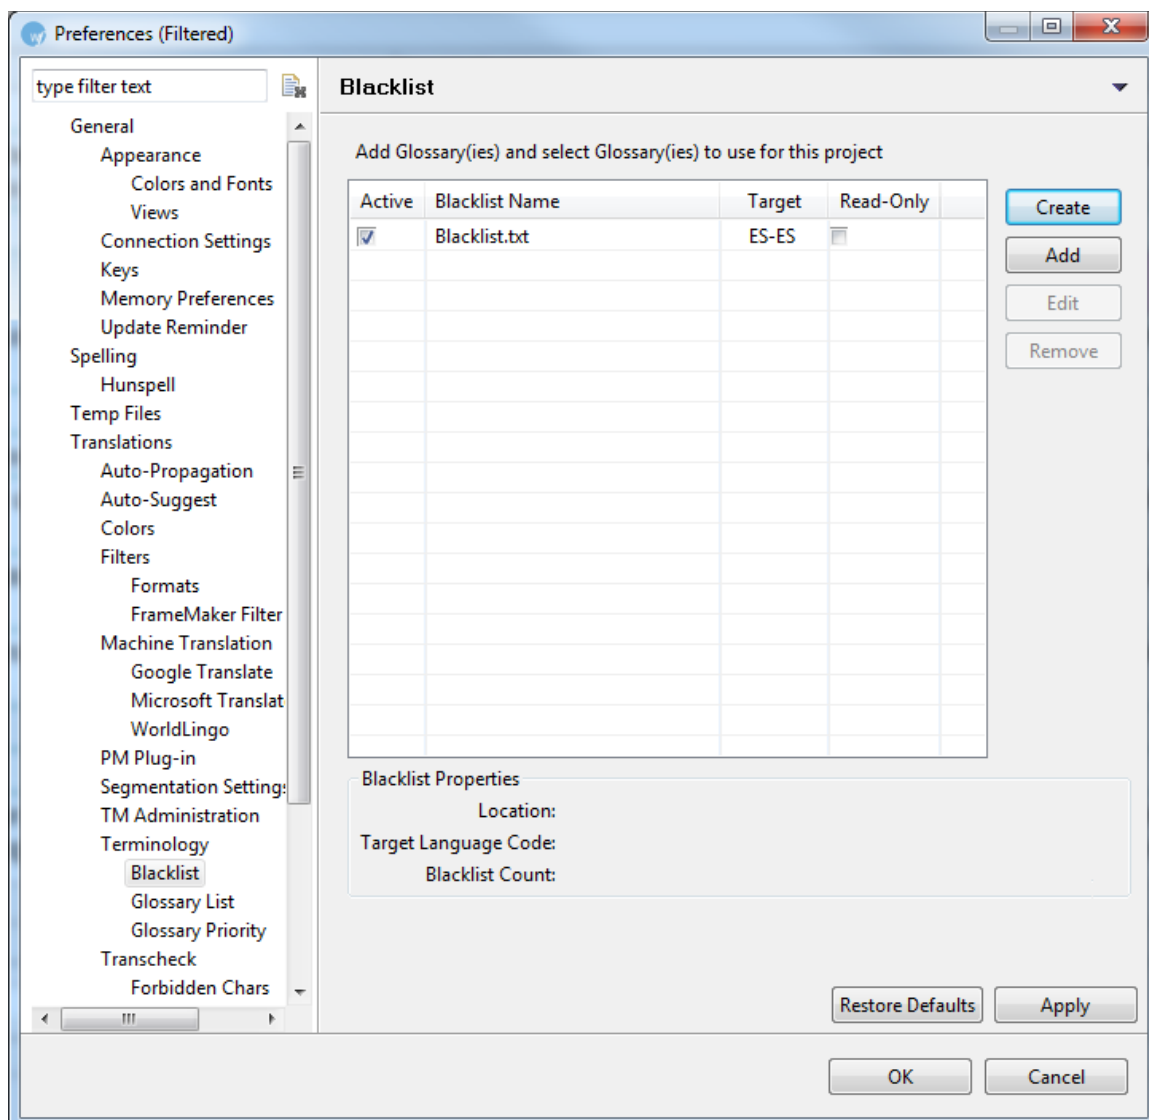 Preferences (Filtered)
type filter text
General
Appearance
Colors and Fonts
Views
Connection Settings
Keys
Memory Preferences
Update Reminder
Spelling
Hunspell
Temp Files
Translations
Auto-Propagation
Auto-Suggest
Colors
Filters
Formats
FrameMaker Filter
Machine Translation
Google Translate
Microsoft Translat
WorldLingo
PM Plug-in
Segmentation Setting
TM Administration
Terminology
Blacklist
Glossary List
Glossary Priority
Transcheck
Forbidden Chars
Blacklist
Add Glossary(ies) and select Glossary(ies) to use for this project
Active Blacklist Name Target Read-Only
Blacklist.txt ES-ES
Create
Add
Edit
Remove
Blacklist Properties
Location:
Target Language Code:
Blacklist Count:
Restore Defaults Apply
OK Cancel